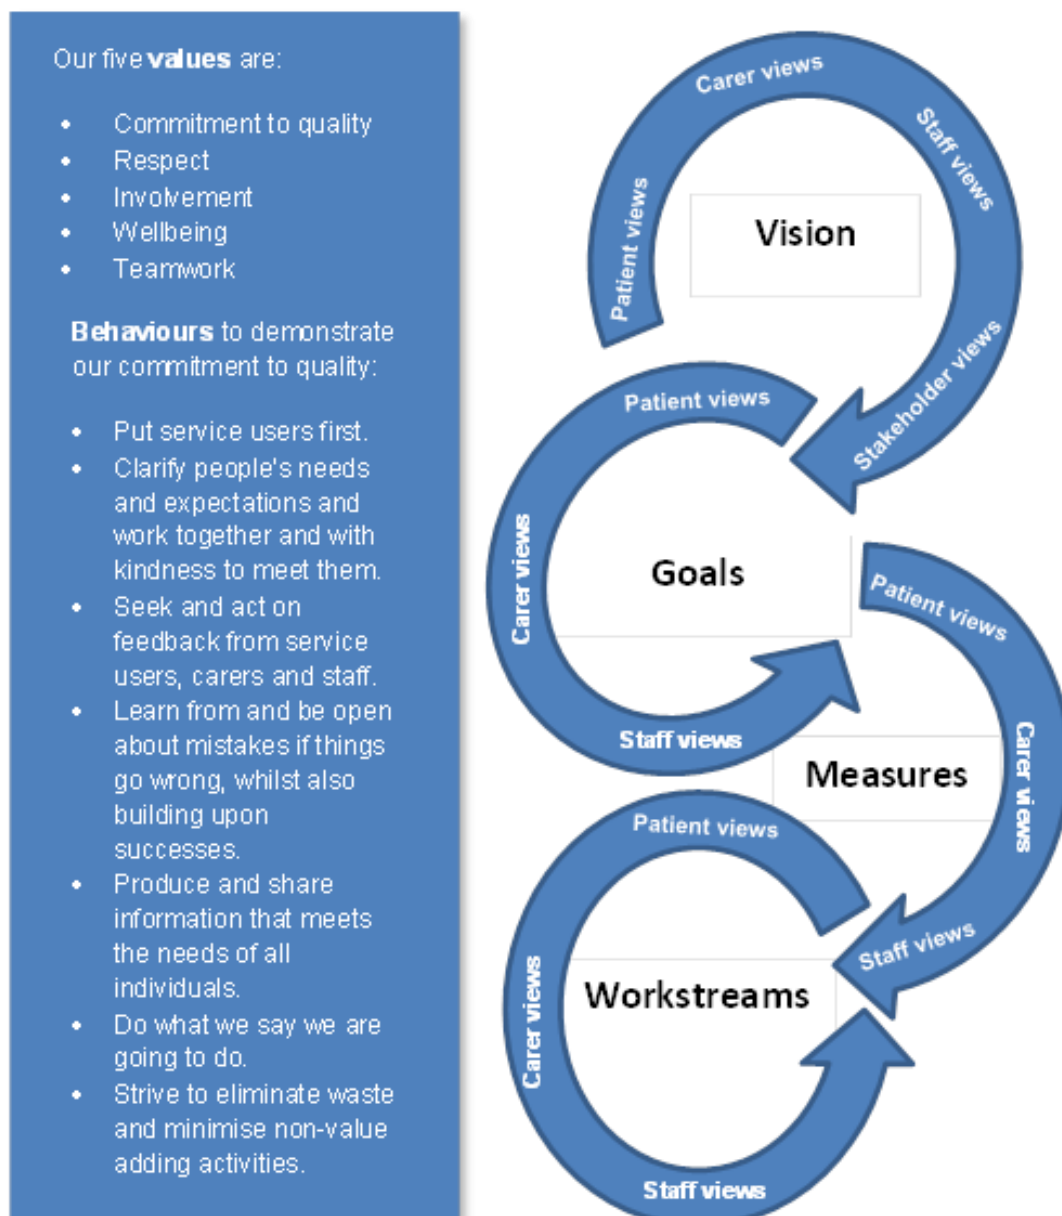 Our five values are:
• Commitment to quality
• Respect
• Involvement
• Wellbeing
• Teamwork
Behaviours to demonstrate
our commitment to quality:
• Put service users first.
• Clarify people's needs
and expectations and
work together and with
kindness to meet them.
• Seek and act on
feedback from service
users, carers and staff.
• Learn from and be open
about mistakes if things
go wrong, whilst also
building upon
successes.
• Produce and share
information that meets
the needs of all
individuals.
• Do what we say we are
going to do.
• Strive to eliminate waste
and minimise non-value
adding activities.
Patient views
Carer views
Staff views
Stakeholder views
Vision
Patient views
Carer views
Staff views
Goals
Patient views
Carer views
Staff views
Measures
Patient views
Carer views
Staff views
Workstreams